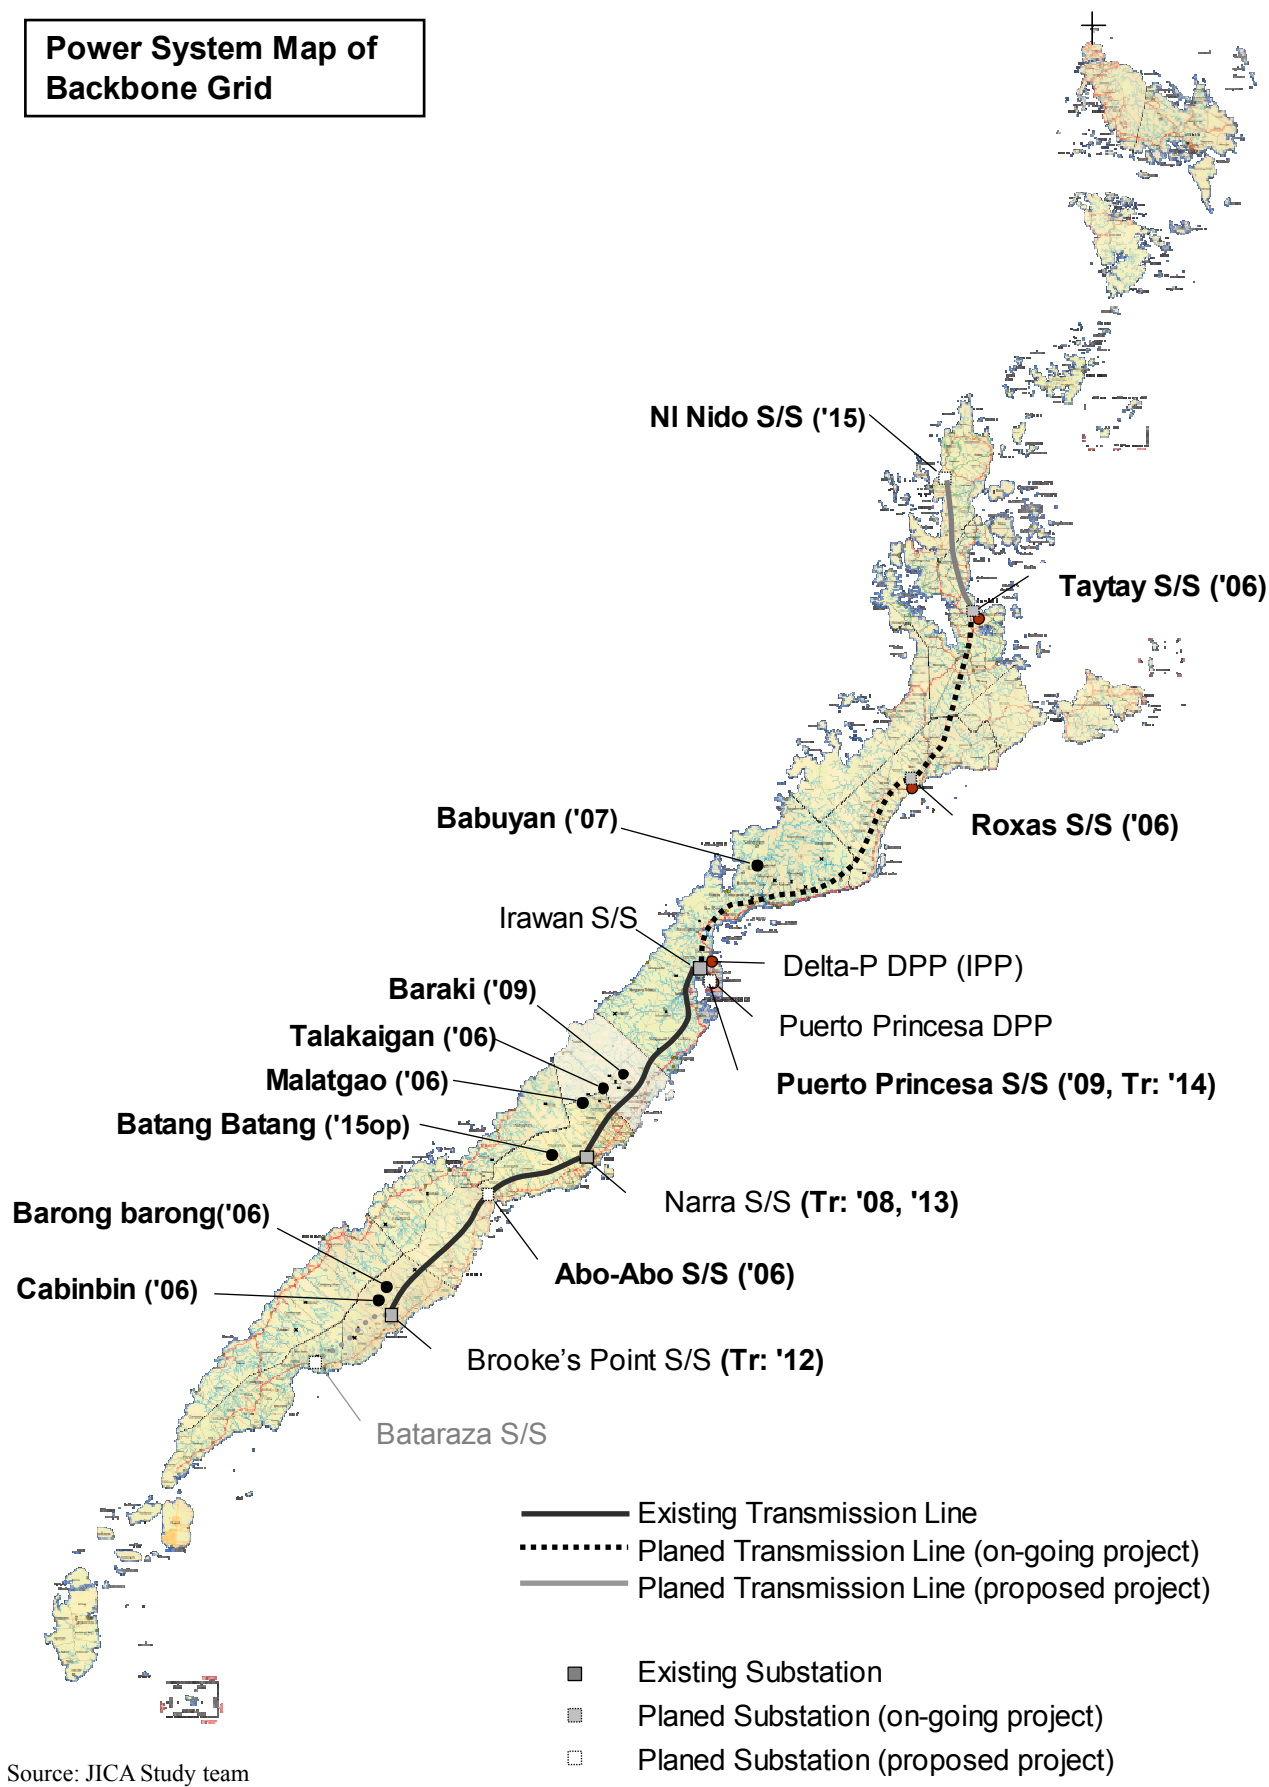 Power System Map of
Backbone Grid
NI Nido S/S ('15)
Taytay S/S ('06)
Babuyan ('07)
Roxas S/S ('06)
Irawan S/S
Delta-P DPP (IPP)
Baraki ('09)
Puerto Princesa DPP
Talakaigan ('06)
Malatgao ('06)
Puerto Princesa S/S ('09, Tr: '14)
Batang Batang ('15op)
Narra S/S (Tr: '08, '13)
Barong barong('06)
Abo-Abo S/S ('06)
Cabinbin ('06)
Brooke's Point S/S (Tr: '12)
Bataraza S/S
Existing Transmission Line
Planed Transmission Line (on-going project)
Planed Transmission Line (proposed project)
Existing Substation
Planed Substation (on-going project)
Planed Substation (proposed project)
Source: JICA Study team